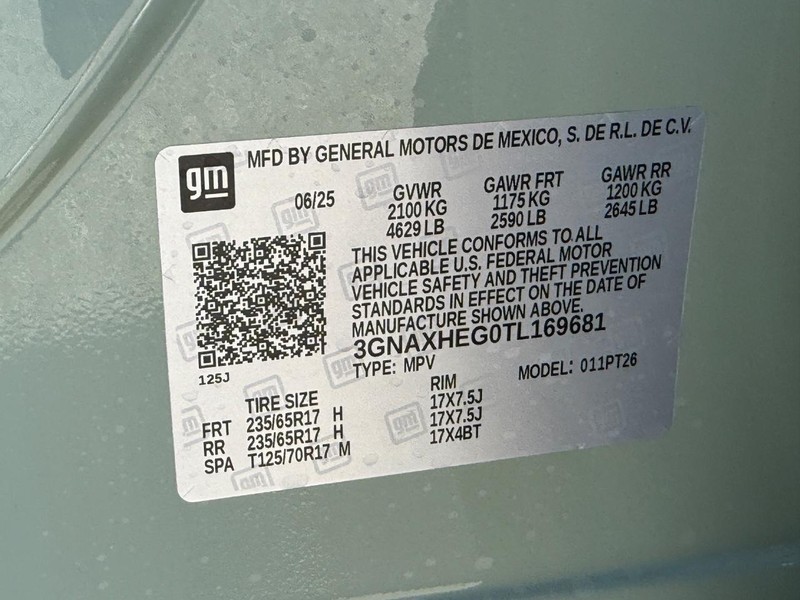 gm
MFD BY GENERAL MOTORS DE MEXICO, S. DE R.L. DE C.V.
06/25 GVWR GAWR FRT GAWR RR
2100 KG 1175 KG 1200 KG
4629 LB 2590 LB 2645 LB
THIS VEHICLE CONFORMS TO ALL
APPLICABLE U.S. FEDERAL MOTOR
VEHICLE SAFETY AND THEFT PREVENTION
STANDARDS IN EFFECT ON THE DATE OF
MANUFACTURE SHOWN ABOVE.
3GNAXHEG0TL169681
TYPE: MPV MODEL: 011PT26
125J
TIRE SIZE RIM
FRT 235/65R17 H 17X7.5J
RR 235/65R17 H 17X7.5J
SPA T125/70R17 M 17X4BT